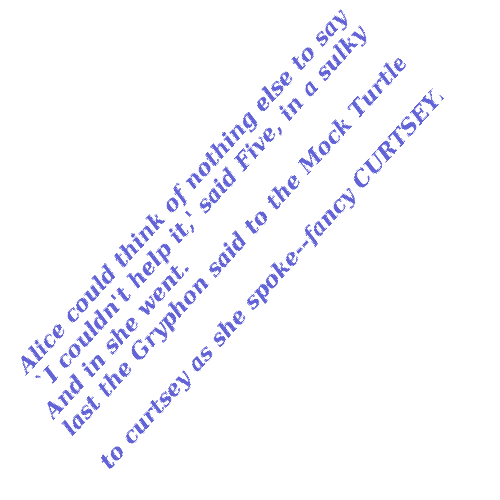 Alice could think of nothing else to say
`I couldn't help it,' said Five, in a sulky
And in she went.
last the Gryphon said to the Mock Turtle
to curtsey as she spoke--fancy CURTSEY.